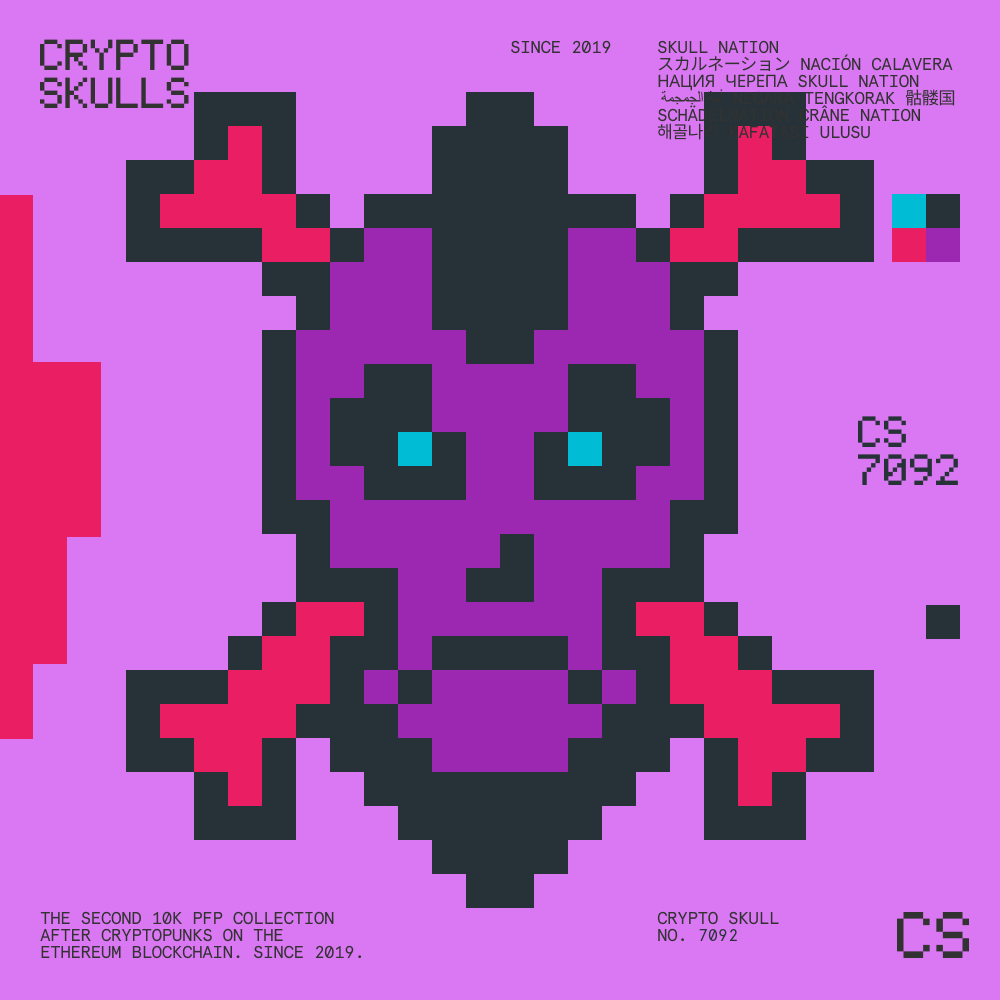 CRYPTO
SKULLS
SINCE 2019
SKULL NATION
スカルネーション NACIÓN CALAVERA
НАЦИЯ ЧЕРЕПА SKULL NATION
الجمجمة TENGKORAK 骷髅国
CRÂNE NATION
ULUSU
CS
7092
THE SECOND 10K PFP COLLECTION
AFTER CRYPTOPUNKS ON THE
ETHEREUM BLOCKCHAIN. SINCE 2019.
CRYPTO SKULL
NO. 7092
CS